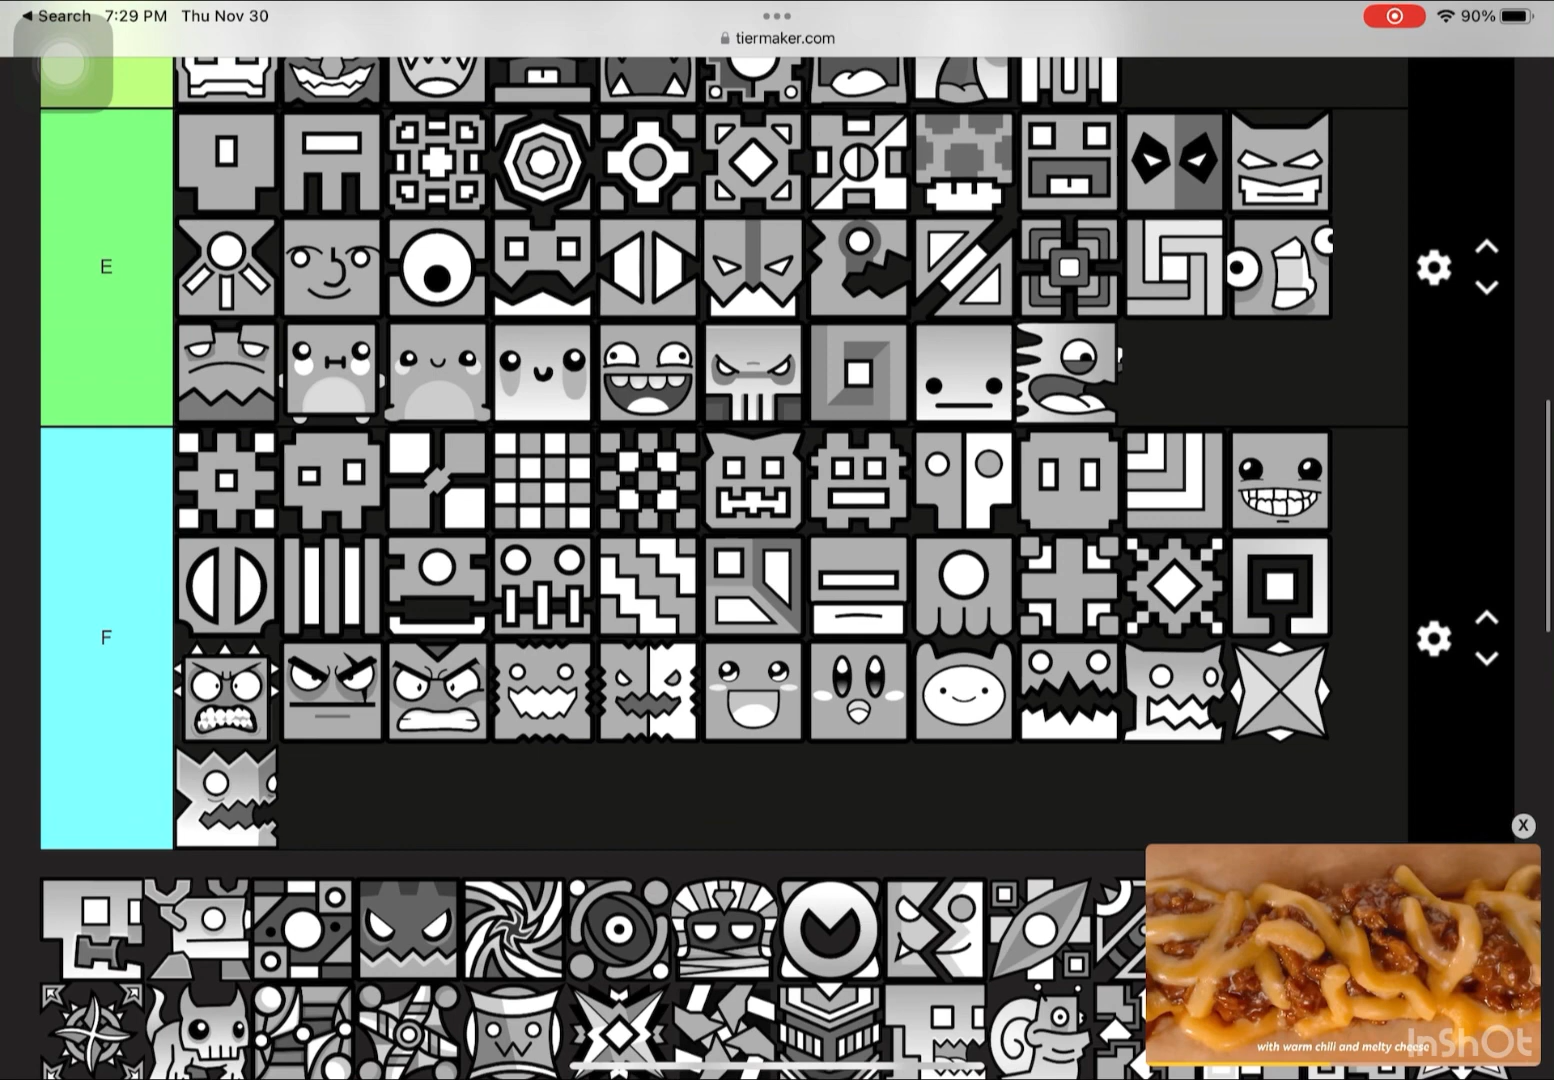 Search 7:29 PM Thu Nov 30
90%
tiermaker.com
E
F
X
with warm chili and melty cheese
InShOt